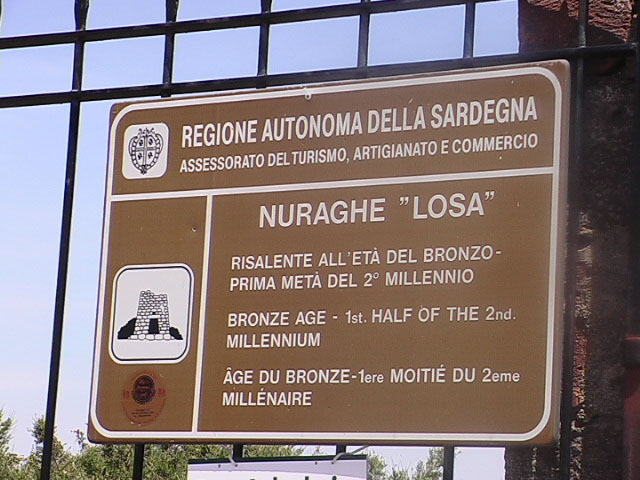 REGIONE AUTONOMA DELLA SARDEGNA
ASSESSORATO DEL TURISMO, ARTIGIANATO E COMMERCIO
NURAGHE "LOSA"
RISALENTE ALL'ETÀ DEL BRONZO-
PRIMA METÀ DEL 2° MILLENNIO
BRONZE AGE - 1st. HALF OF THE 2nd.
MILLENNIUM
ÂGE DU BRONZE-1ere MOITIÉ DU 2eme
MILLÉNAIRE